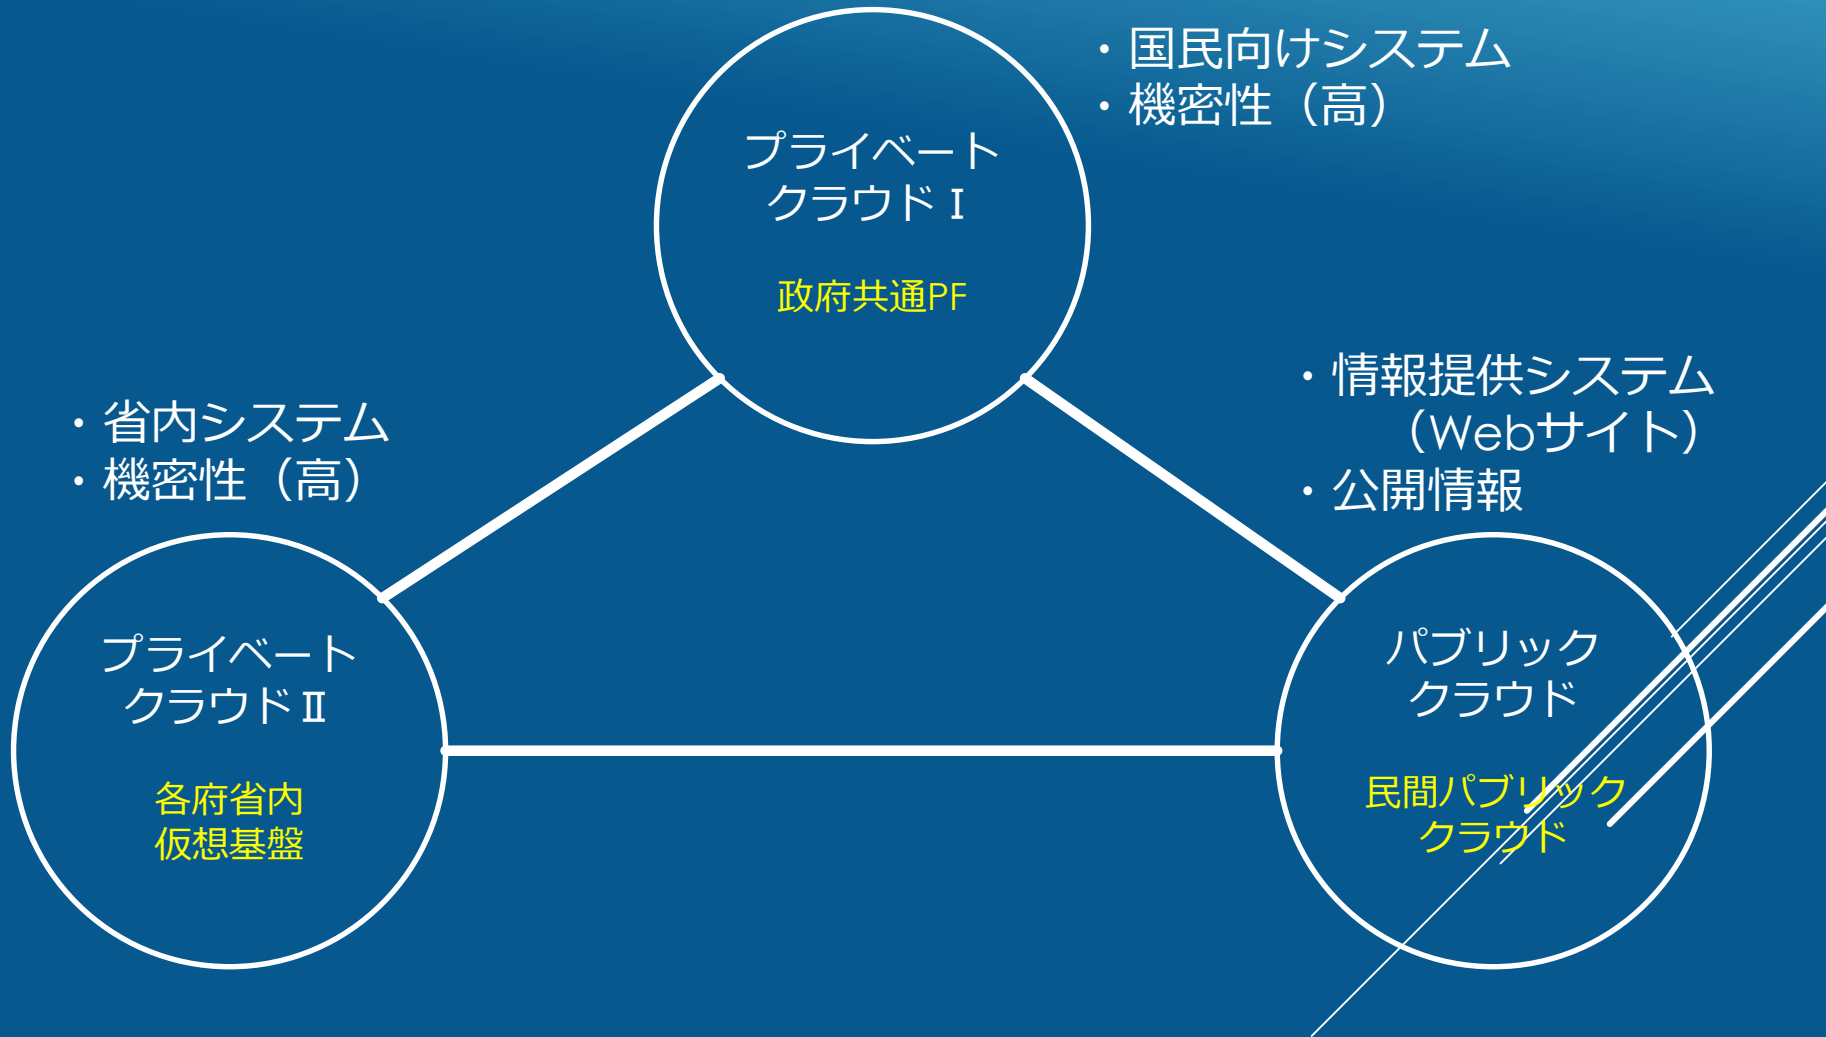 ・国民向けシステム
・機密性（高）
プライベート
クラウドⅠ
政府共通PF
・省内システム
・機密性（高）
プライベート
クラウドⅡ
各府省内
仮想基盤
・情報提供システム
（Webサイト）
・公開情報
パブリック
クラウド
民間パブリック
クラウド